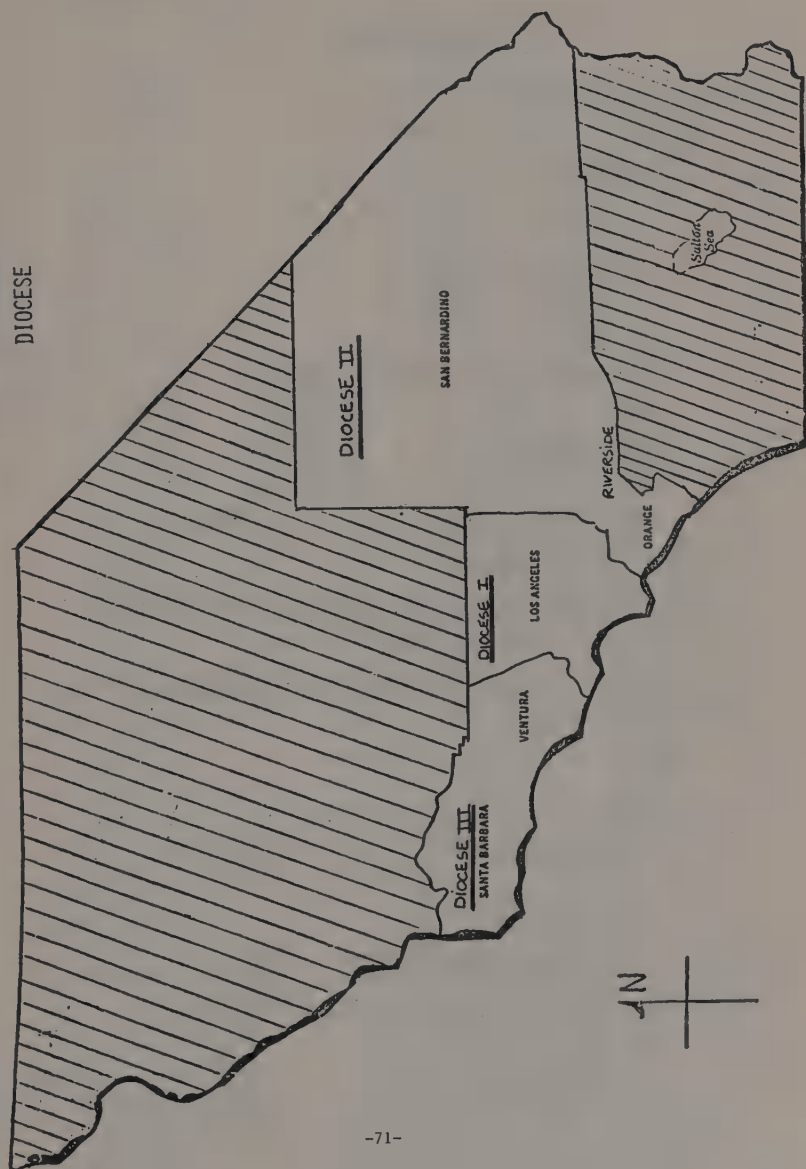 DIOCESE
DIOCESE II
SAN BERNARDINO
RIVERSIDE
ORANGE
DIOCESE I
LOS ANGELES
VENTURA
DIOCESE III
SANTA BARBARA
Salton
Sea
N
-71-